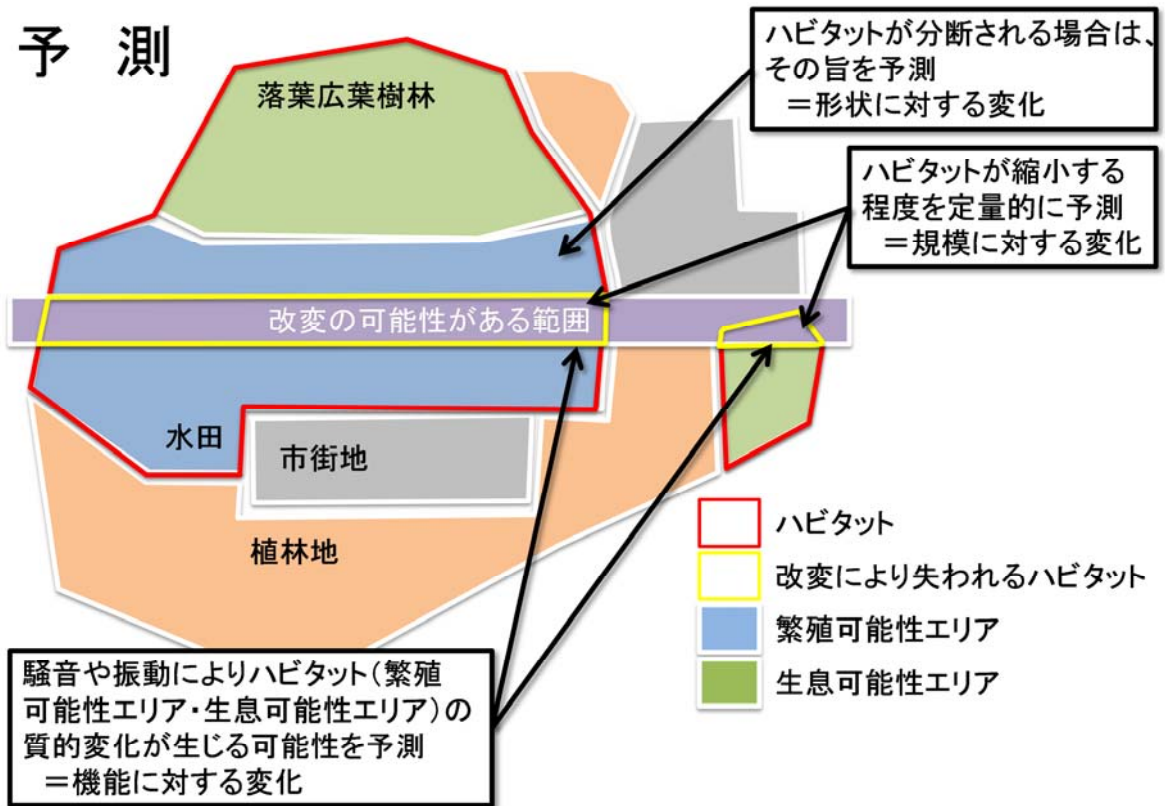 予 測
ハビタットが分断される場合は、
その旨を予測
＝形状に対する変化
落葉広葉樹林
ハビタットが縮小する
程度を定量的に予測
＝規模に対する変化
改変の可能性がある範囲
水田
市街地
植林地
ハビタット
改変により失われるハビタット
繁殖可能性エリア
生息可能性エリア
騒音や振動によりハビタット（繁殖
可能性エリア・生息可能性エリア）の
質的変化が生じる可能性を予測
＝機能に対する変化